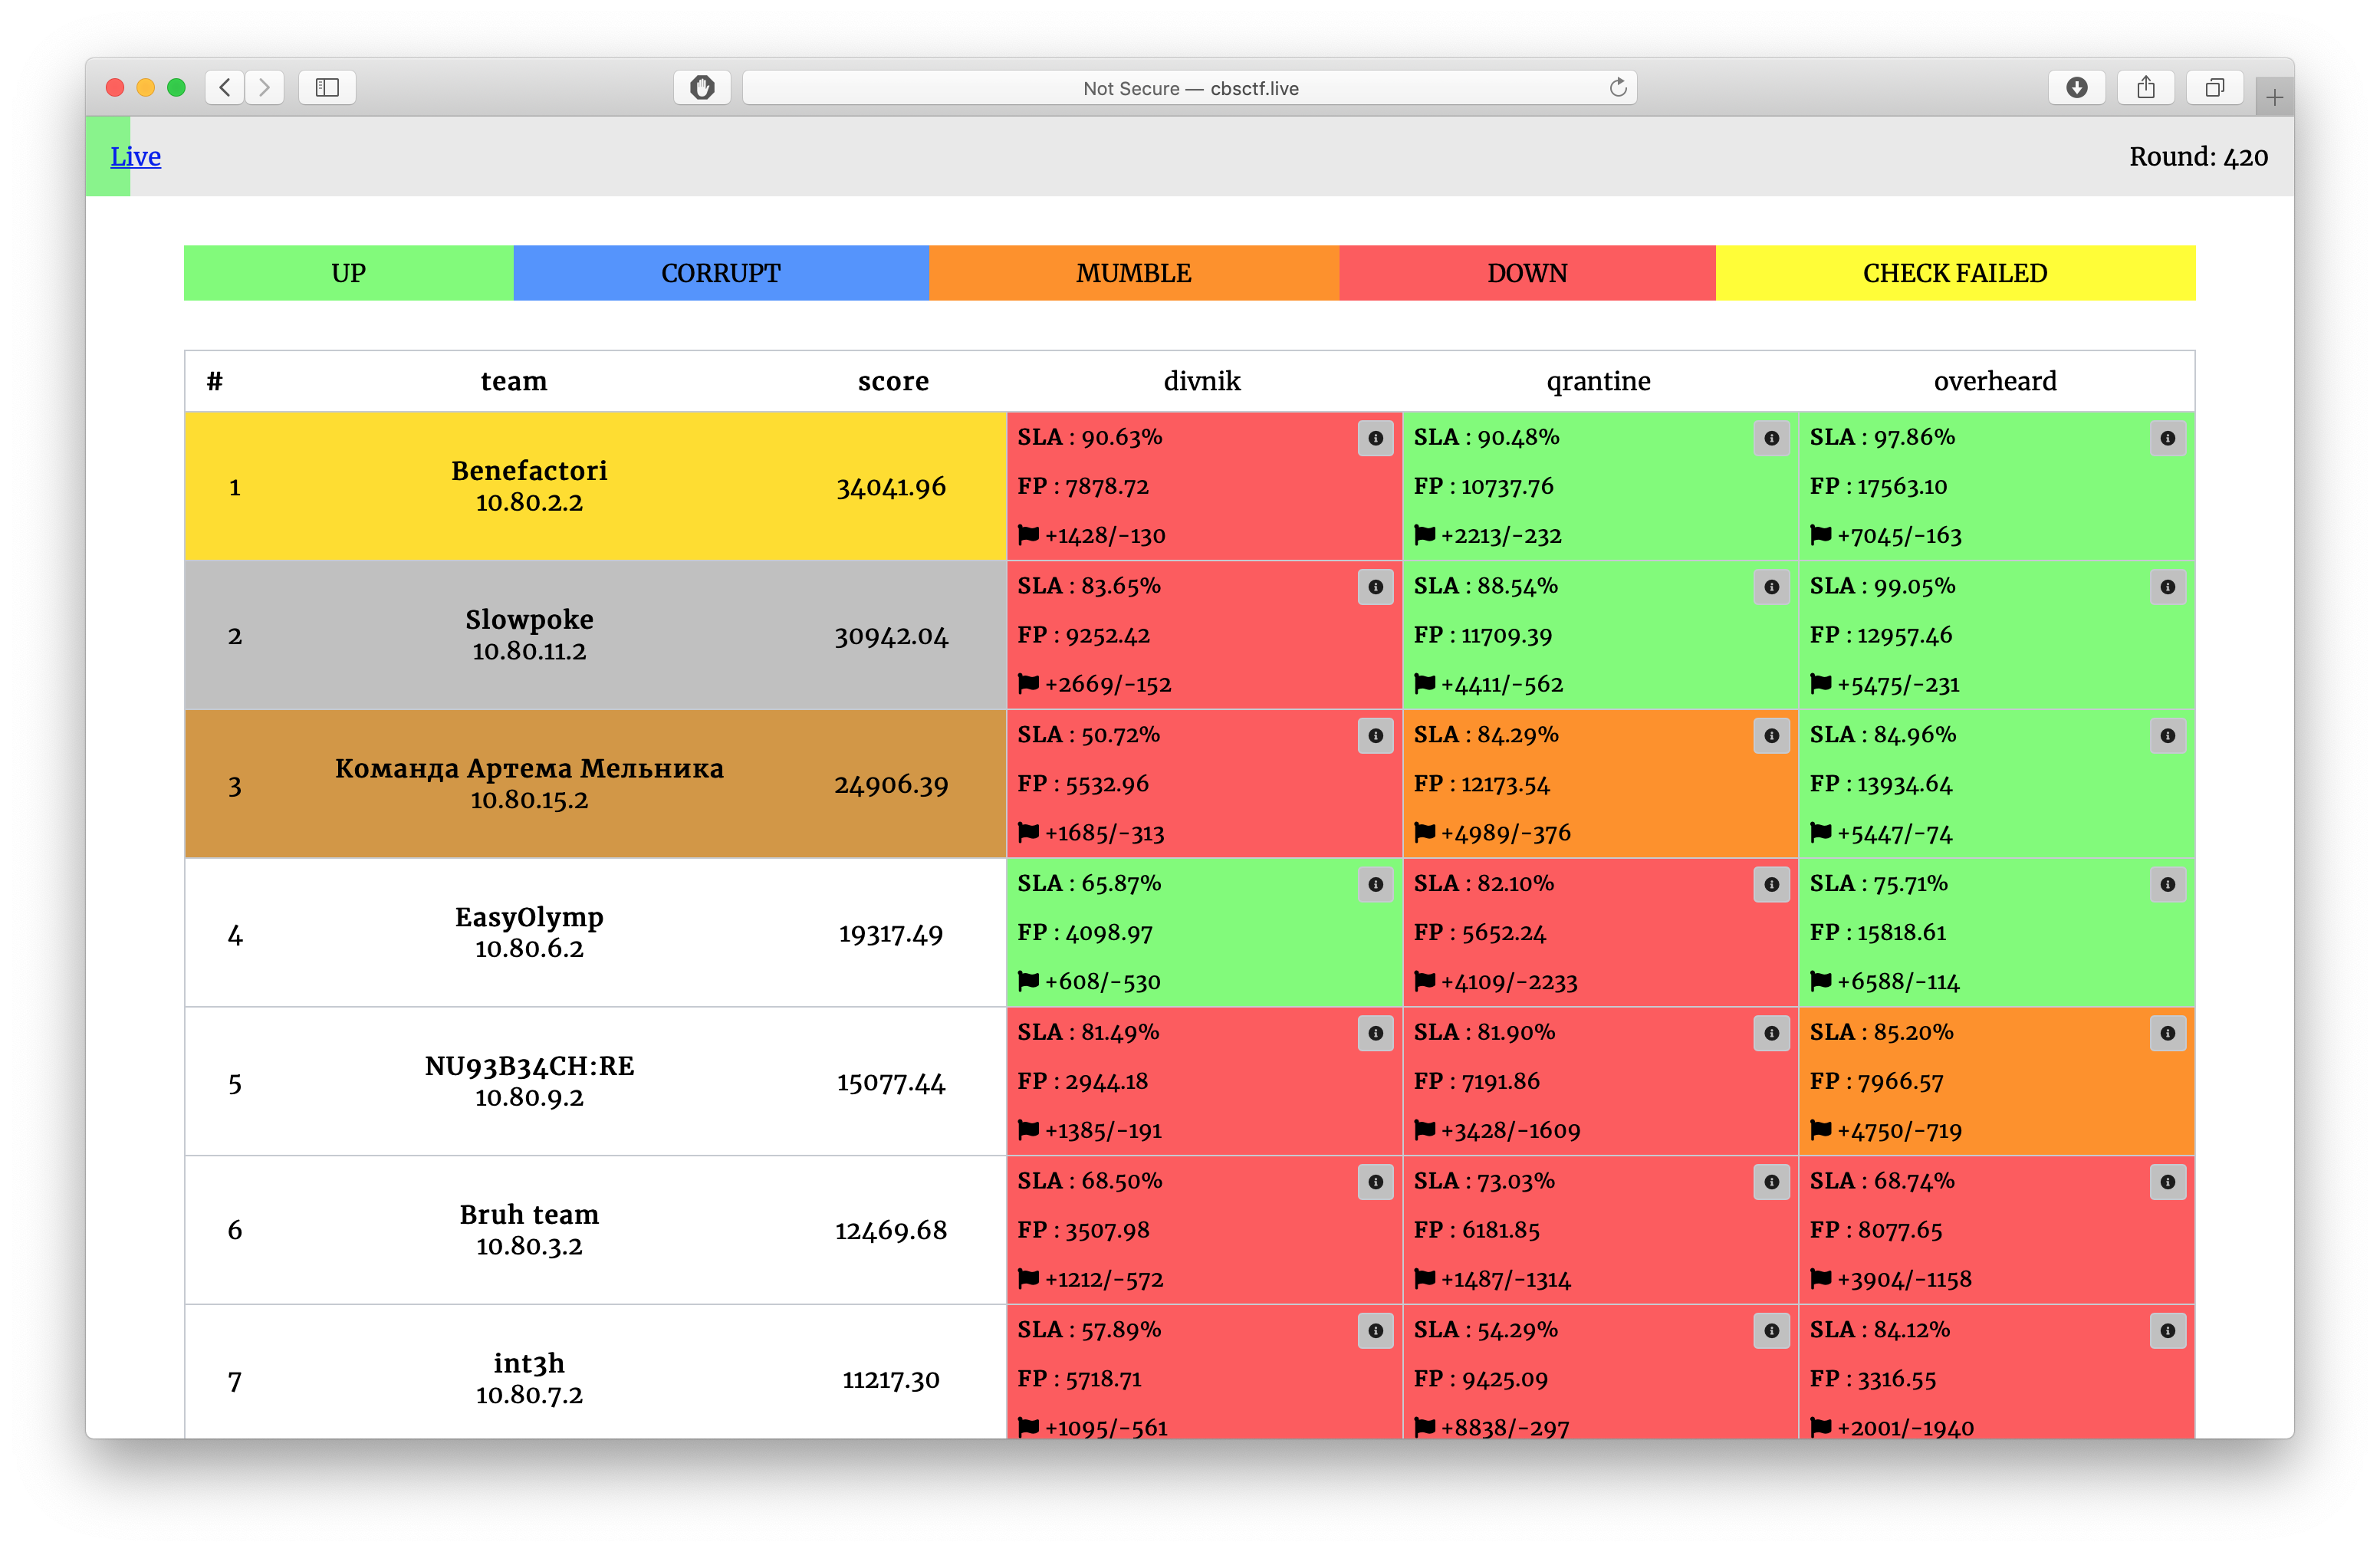 Not Secure — cbsctf.live
Live
Round: 420
UP CORRUPT MUMBLE DOWN CHECK FAILED
# team score divnik qrantine overheard
1 Benefactori 10.80.2.2 34041.96
SLA : 90.63%
FP : 7878.72
+1428/-130
SLA : 90.48%
FP : 10737.76
+2213/-232
SLA : 97.86%
FP : 17563.10
+7045/-163
2 Slowpoke 10.80.11.2 30942.04
SLA : 83.65%
FP : 9252.42
+2669/-152
SLA : 88.54%
FP : 11709.39
+4411/-562
SLA : 99.05%
FP : 12957.46
+5475/-231
3 Команда Артема Мельника 10.80.15.2 24906.39
SLA : 50.72%
FP : 5532.96
+1685/-313
SLA : 84.29%
FP : 12173.54
+4989/-376
SLA : 84.96%
FP : 13934.64
+5447/-74
4 EasyOlymp 10.80.6.2 19317.49
SLA : 65.87%
FP : 4098.97
+608/-530
SLA : 82.10%
FP : 5652.24
+4109/-2233
SLA : 75.71%
FP : 15818.61
+6588/-114
5 NU93B34CH:RE 10.80.9.2 15077.44
SLA : 81.49%
FP : 2944.18
+1385/-191
SLA : 81.90%
FP : 7191.86
+3428/-1609
SLA : 85.20%
FP : 7966.57
+4750/-719
6 Bruh team 10.80.3.2 12469.68
SLA : 68.50%
FP : 3507.98
+1212/-572
SLA : 73.03%
FP : 6181.85
+1487/-1314
SLA : 68.74%
FP : 8077.65
+3904/-1158
7 int3h 10.80.7.2 11217.30
SLA : 57.89%
FP : 5718.71
+1095/-561
SLA : 54.29%
FP : 9425.09
+8838/-297
SLA : 84.12%
FP : 3316.55
+2001/-1940